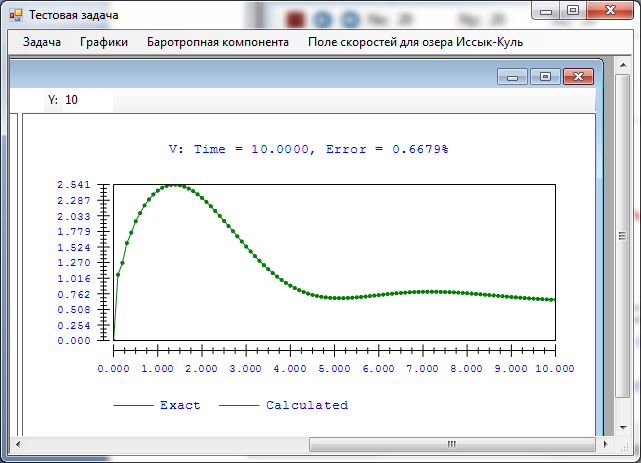 Тестовая задача
Задача Графики Баротропная компонента Поле скоростей для озера Иссык-Куль
Y: 10
V: Time = 10.0000, Error = 0.6679%
2.541
2.287
2.033
1.779
1.524
1.270
1.016
0.762
0.508
0.254
0.000
0.000 1.000 2.000 3.000 4.000 5.000 6.000 7.000 8.000 9.000 10.000
Exact Calculated